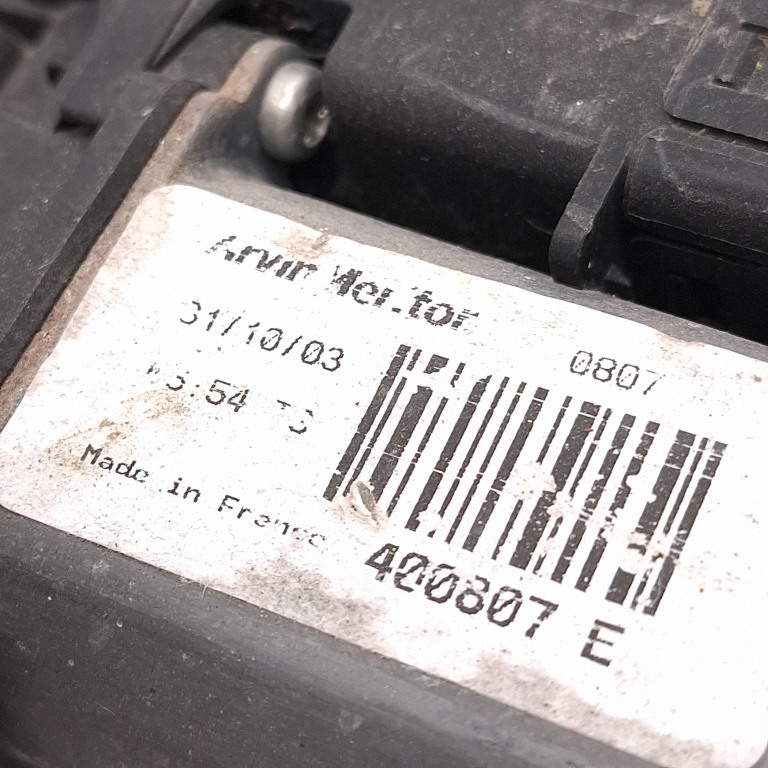 ArvinMeritor
31/10/03
0807
Made in France
400807 E